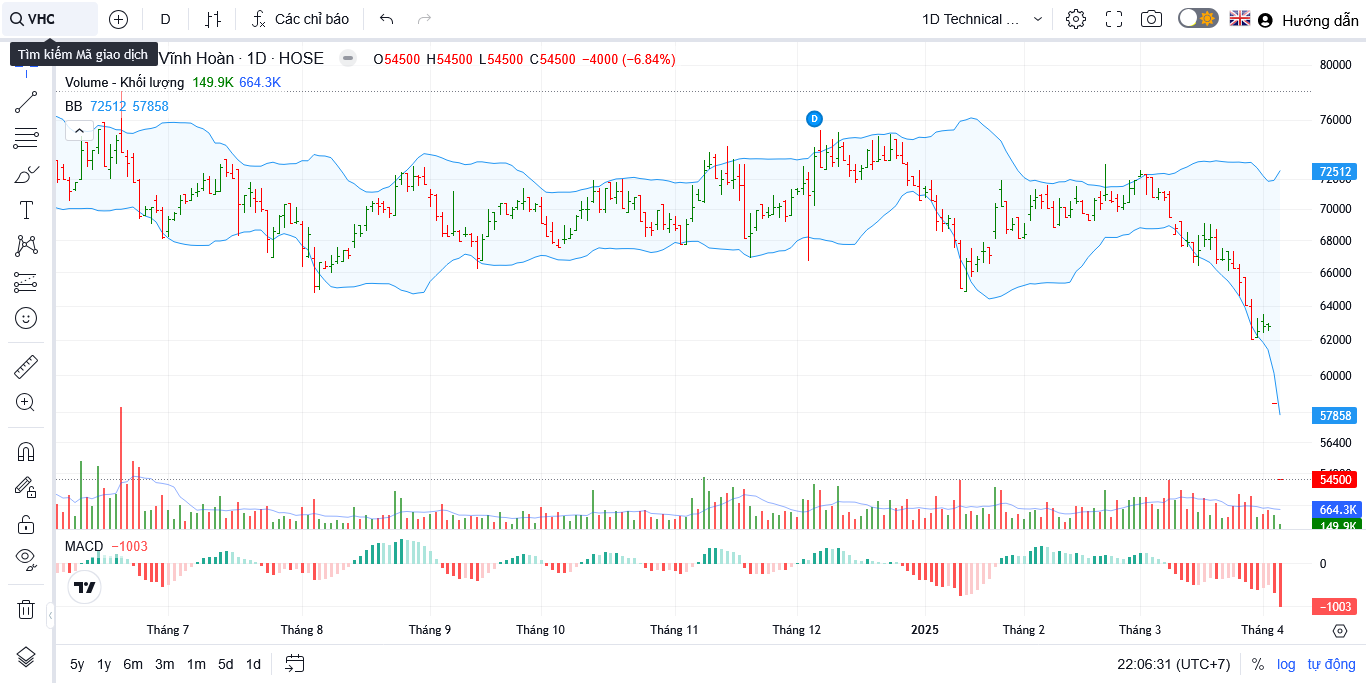 VHC
D
Các chỉ báo
1D Technical ...
Hướng dẫn
Tìm kiếm Mã giao dịch
Vĩnh Hoàn · 1D · HOSE
O54500 H54500 L54500 C54500 −4000 (−6.84%)
Volume - Khối lượng 149.9K 664.3K
BB 72512 57858
D
80000
76000
72512
72000
70000
68000
66000
64000
62000
60000
57858
56400
54500
664.3K
149.9K
MACD −1003
0
−1003
Tháng 7
Tháng 8
Tháng 9
Tháng 10
Tháng 11
Tháng 12
2025
Tháng 2
Tháng 3
Tháng 4
5y 1y 6m 3m 1m 5d 1d
22:06:31 (UTC+7)
% log tự động